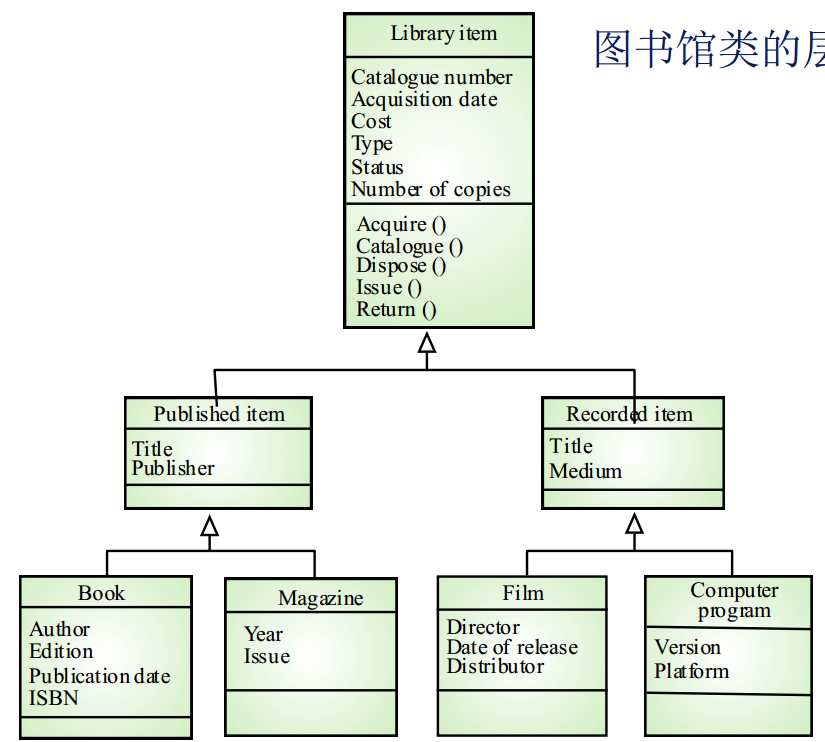 图书馆类的层
Library item
Catalogue number
Acquisition date
Cost
Type
Status
Number of copies
Acquire ()
Catalogue ()
Dispose ()
Issue ()
Return ()
Published item
Title
Publisher
Recorded item
Title
Medium
Book
Author
Edition
Publication date
ISBN
Magazine
Year
Issue
Film
Director
Date of release
Distributor
Computer
program
Version
Platform